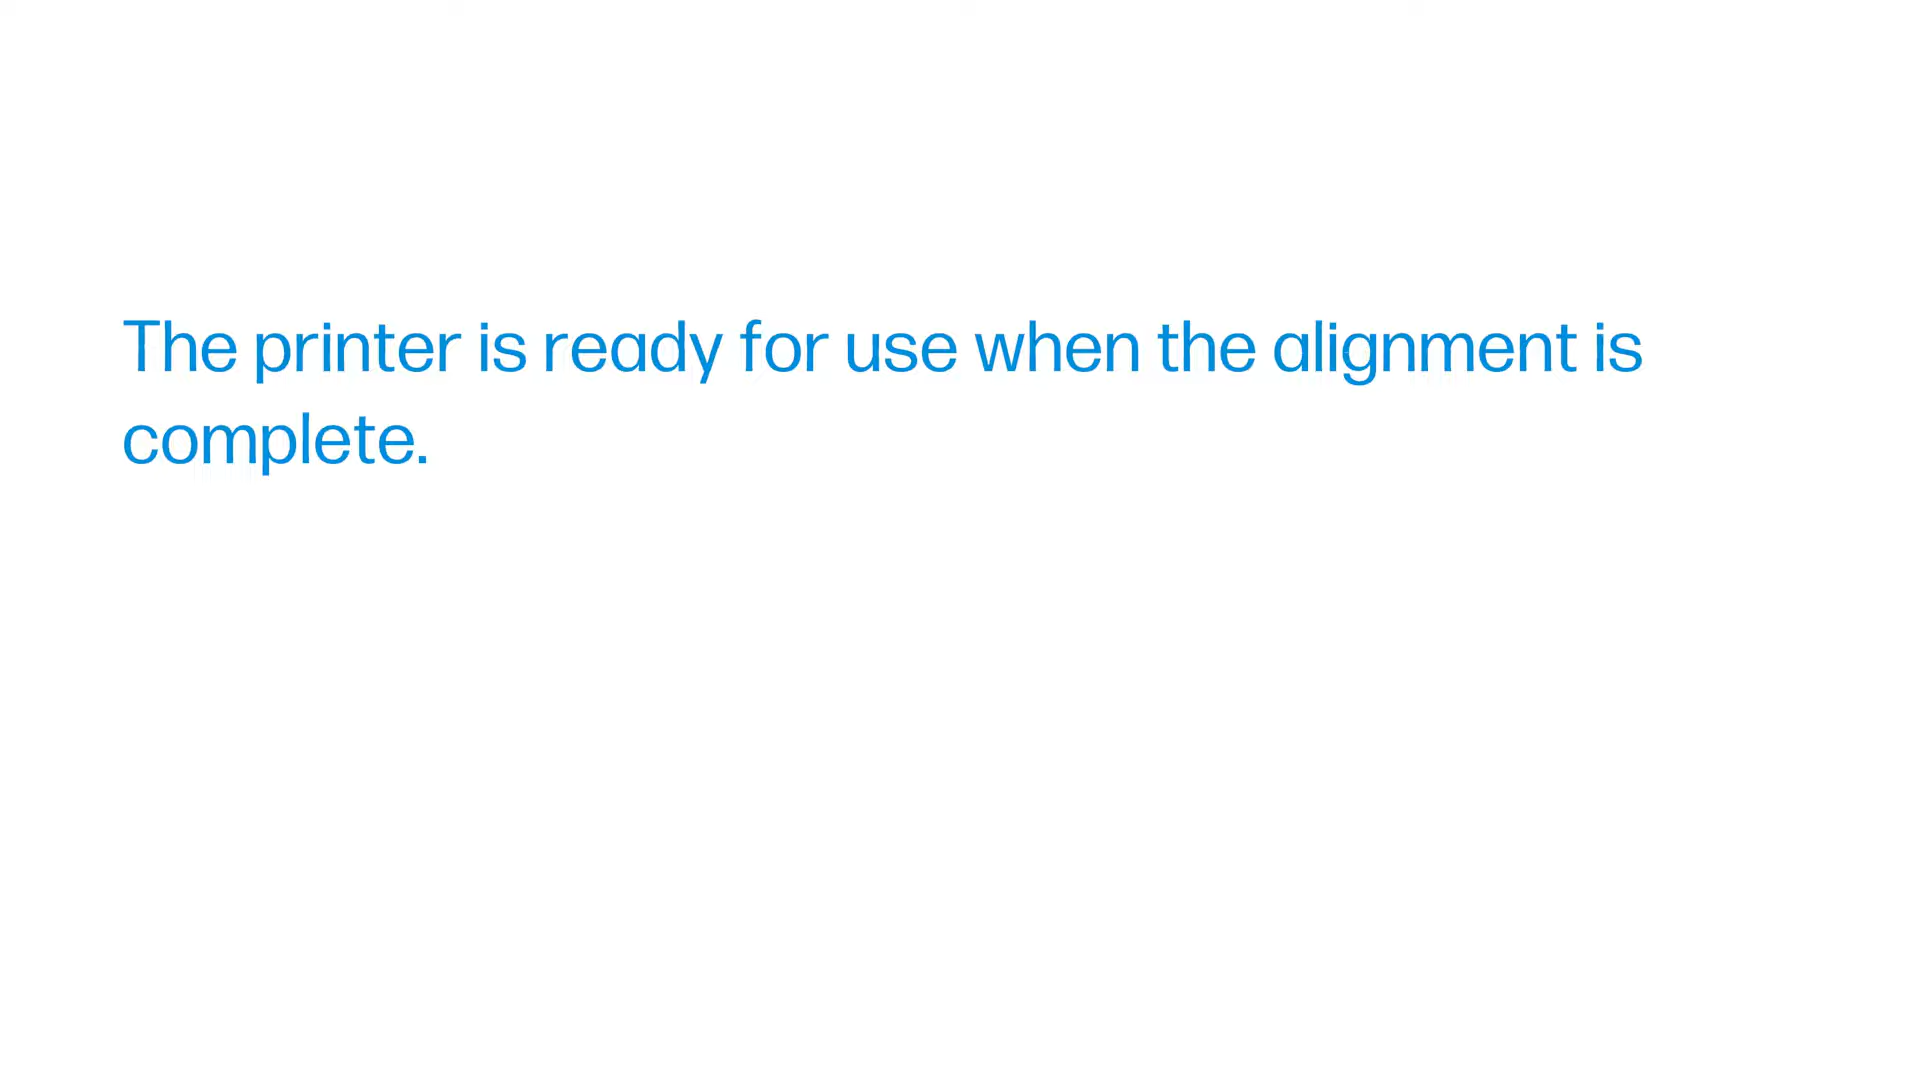 The printer is ready for use when the alignment is
complete.